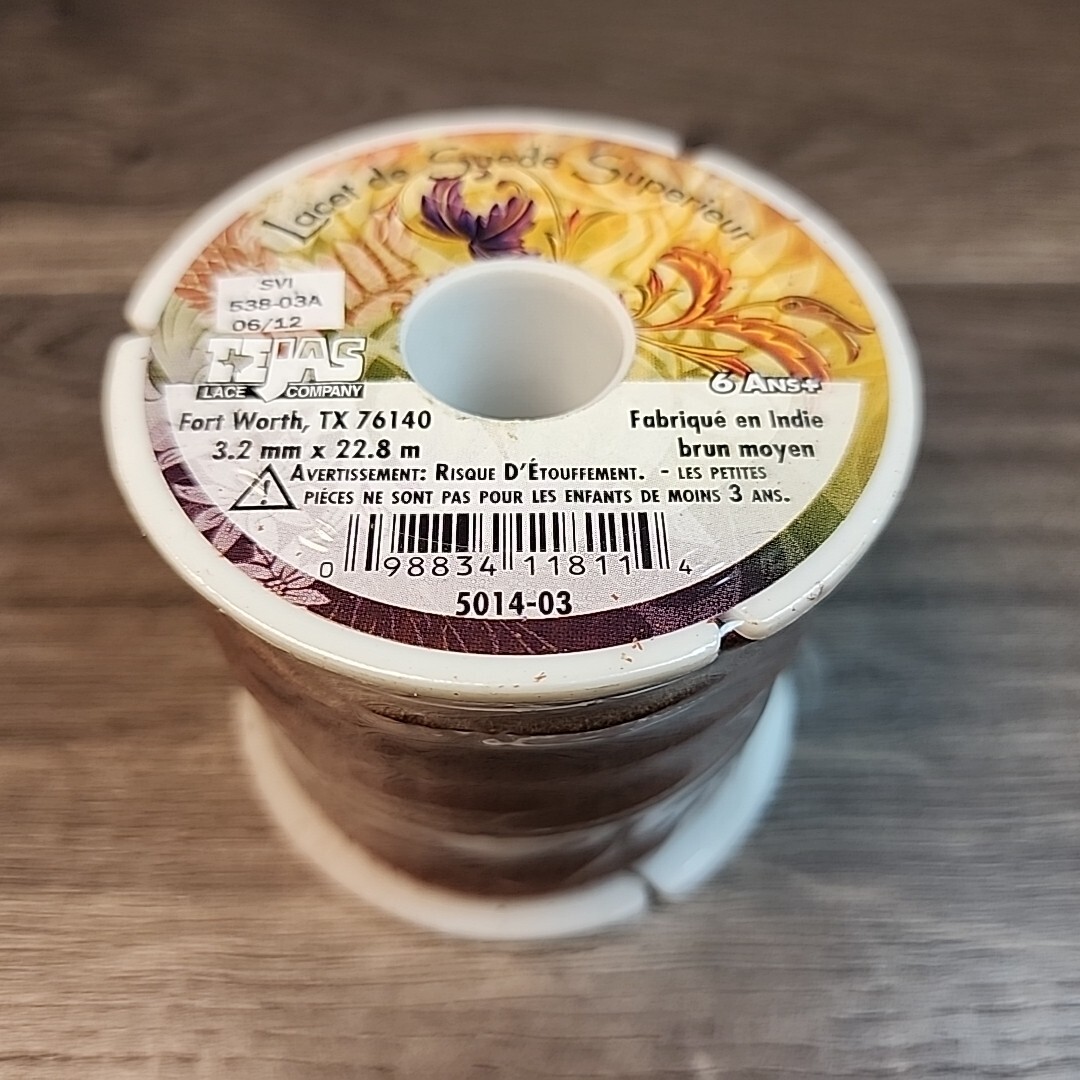 Lacet de Syede Superieur
SVI
538-03A
06/12
TEJAS
LACE COMPANY
6 ANS+
Fort Worth, TX 76140
Fabriqué en Indie
3.2 mm x 22.8 m
brun moyen
AVERTISSEMENT: RISQUE D'ÉTOUFFEMENT. - LES PETITES
PIÉCES NE SONT PAS POUR LES ENFANTS DE MOINS 3 ANS.
0 98834 11811 4
5014-03